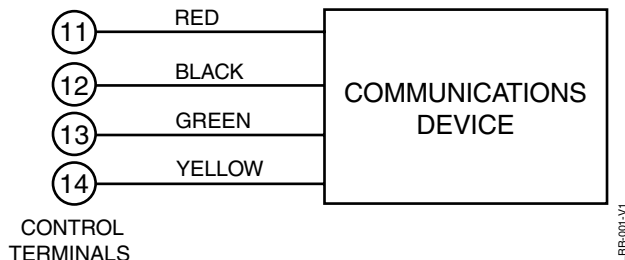 11 RED
12 BLACK
13 GREEN
14 YELLOW
COMMUNICATIONS
DEVICE
CONTROL
TERMINALS
RB-001-V1